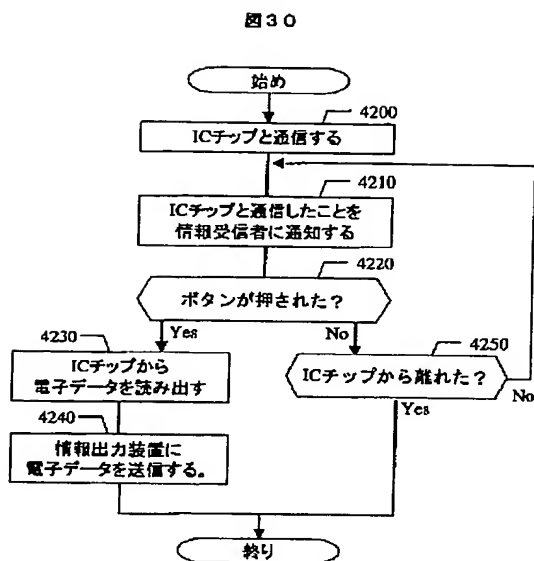 図30
始め
4200
ICチップと通信する
4210
ICチップと通信したことを
情報受信者に通知する
4220
ボタンが押された?
Yes
No
4230
ICチップから
電子データを読み出す
4250
ICチップから離れた?
No
Yes
4240
情報出力装置に
電子データを送信する。
終り